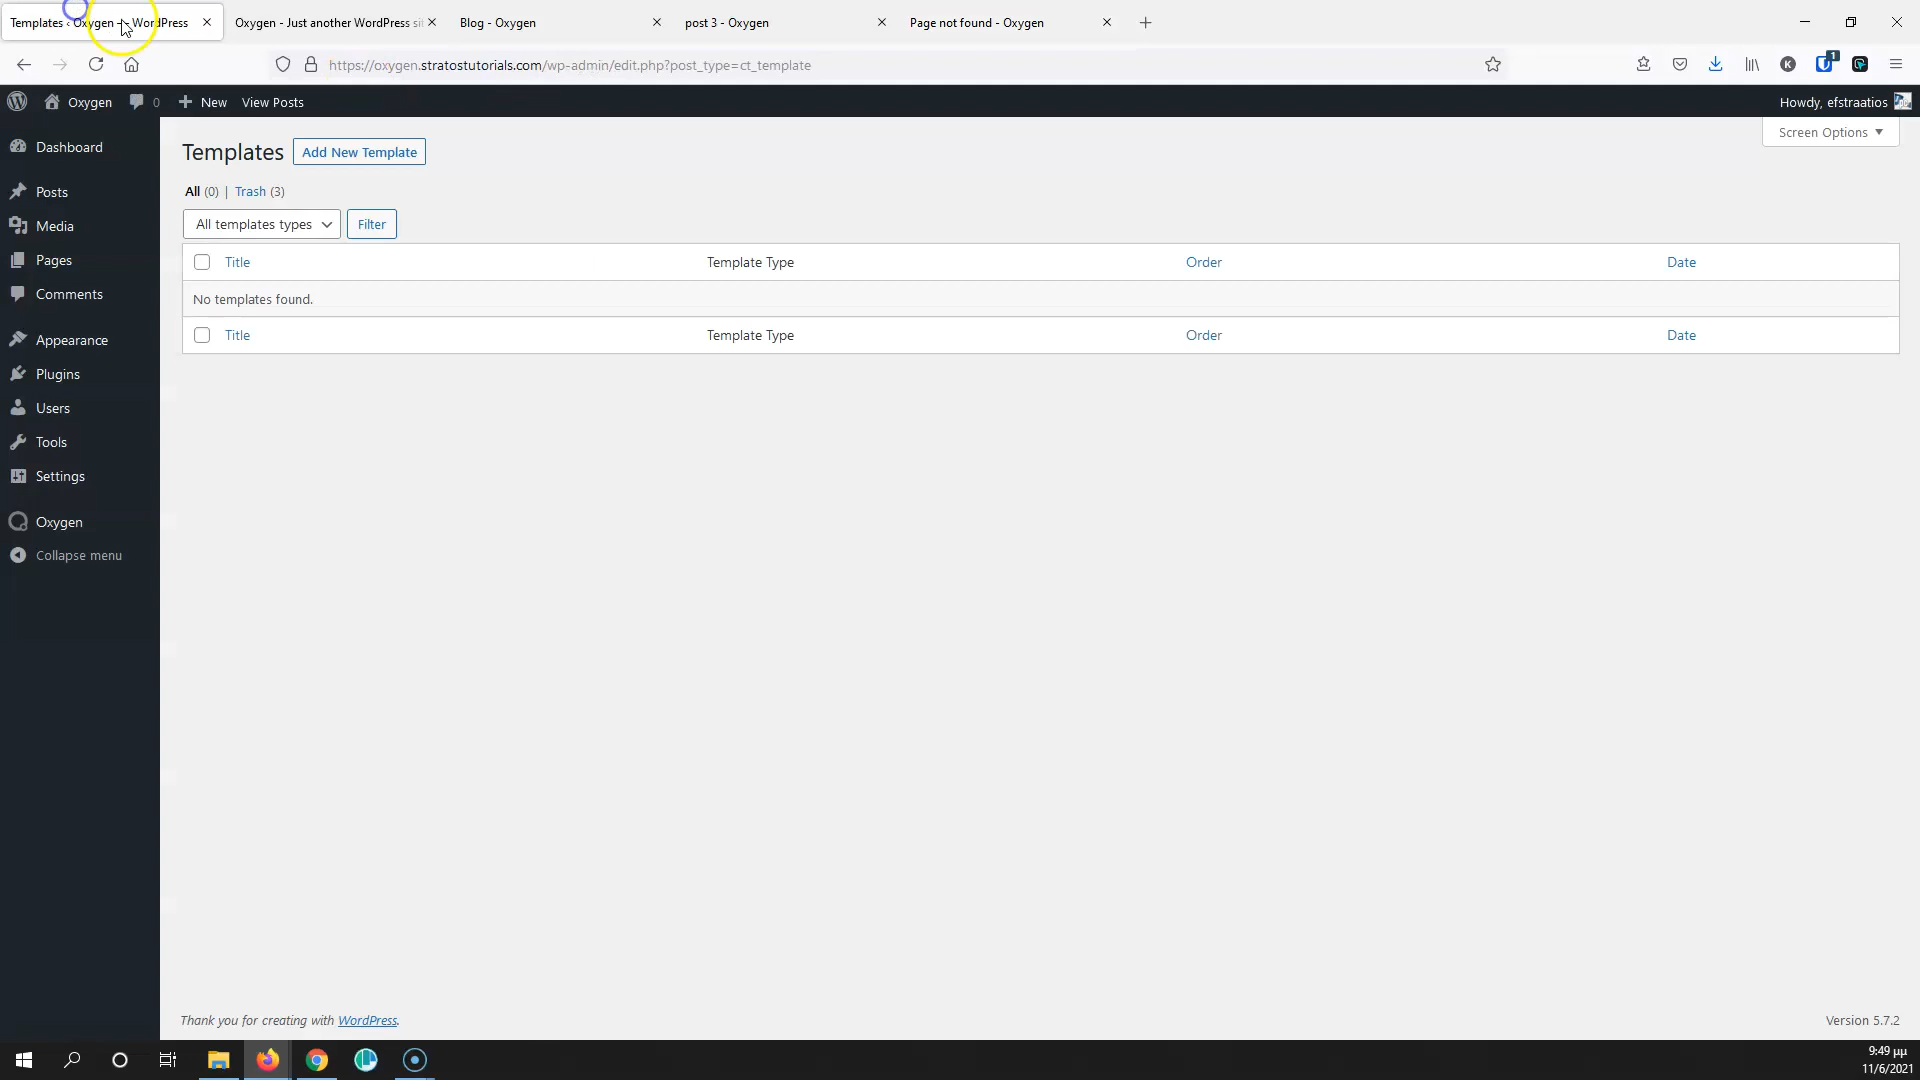 Templates ‹ Oxygen — WordPress
Oxygen - Just another WordPress sit
Blog - Oxygen
post 3 - Oxygen
Page not found - Oxygen
https://oxygen.stratostutorials.com/wp-admin/edit.php?post_type=ct_template
K
1
Oxygen
0
New
View Posts
Howdy, efstraatios
Screen Options
Dashboard
Posts
Media
Pages
Comments
Appearance
Plugins
Users
Tools
Settings
Oxygen
Collapse menu
Templates
Add New Template
All (0) | Trash (3)
All templates types
Filter
Title
Template Type
Order
Date
No templates found.
Title
Template Type
Order
Date
Thank you for creating with WordPress.
Version 5.7.2
9:49 μμ
11/6/2021